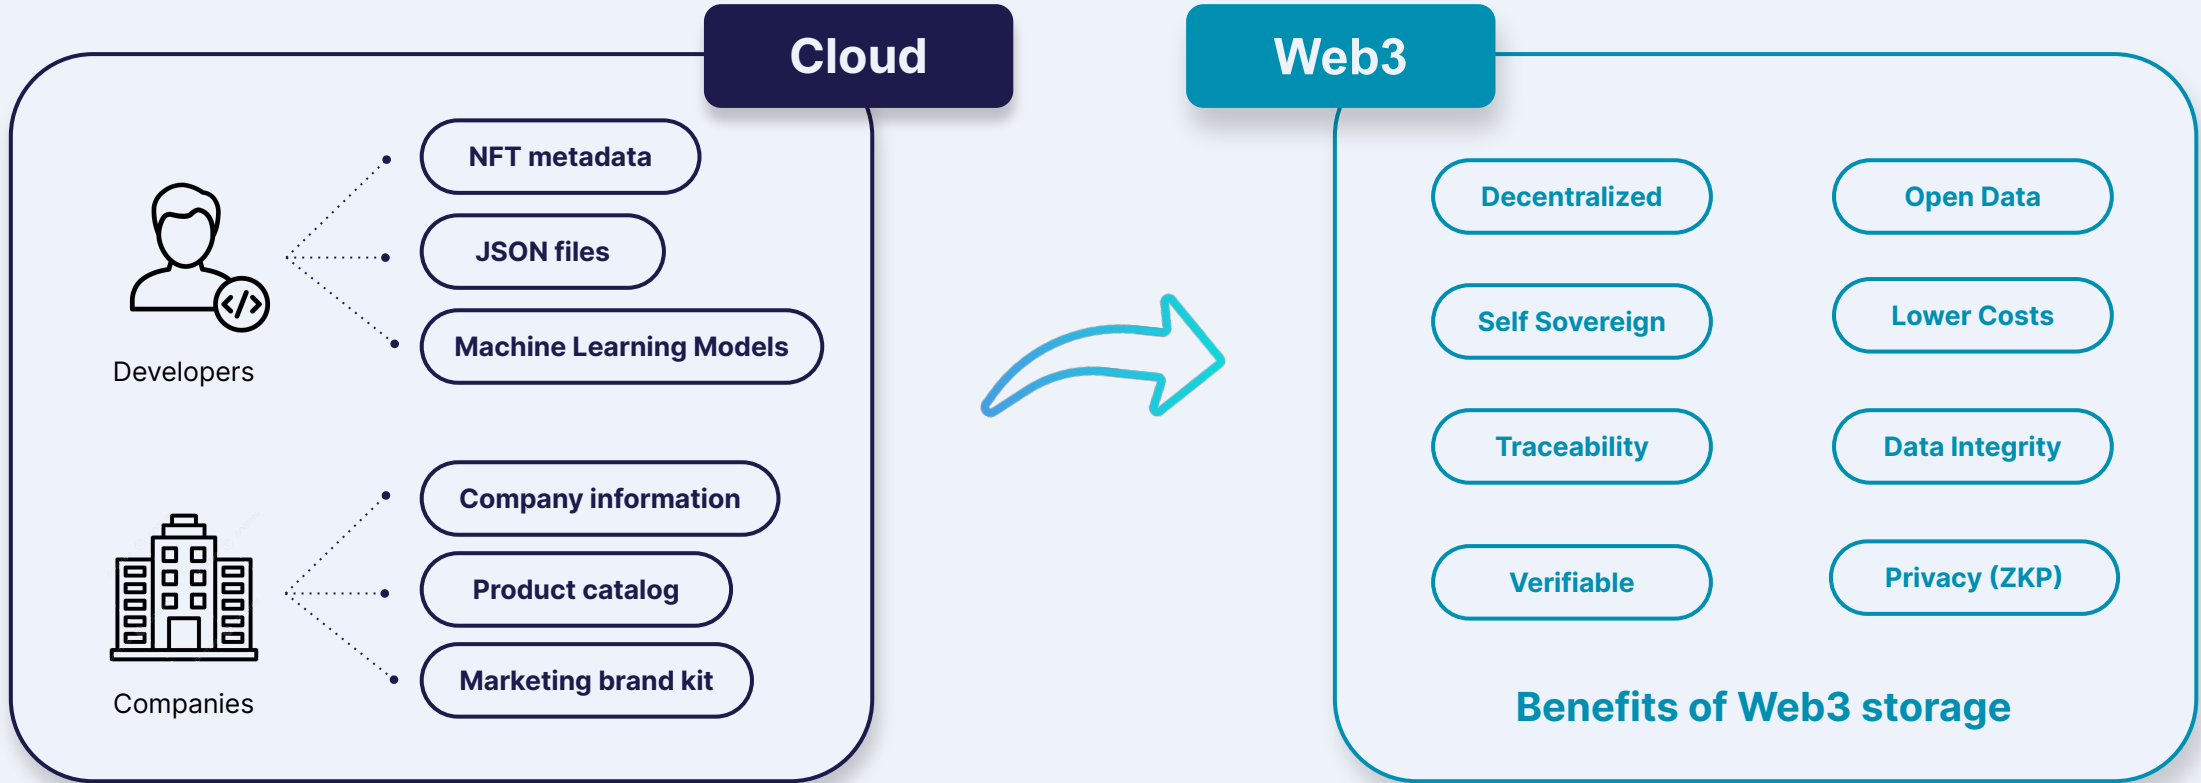 Cloud
NFT metadata
JSON files
Machine Learning Models
Developers
Company information
Product catalog
Marketing brand kit
Companies
Web3
Decentralized
Open Data
Self Sovereign
Lower Costs
Traceability
Data Integrity
Verifiable
Privacy (ZKP)
Benefits of Web3 storage